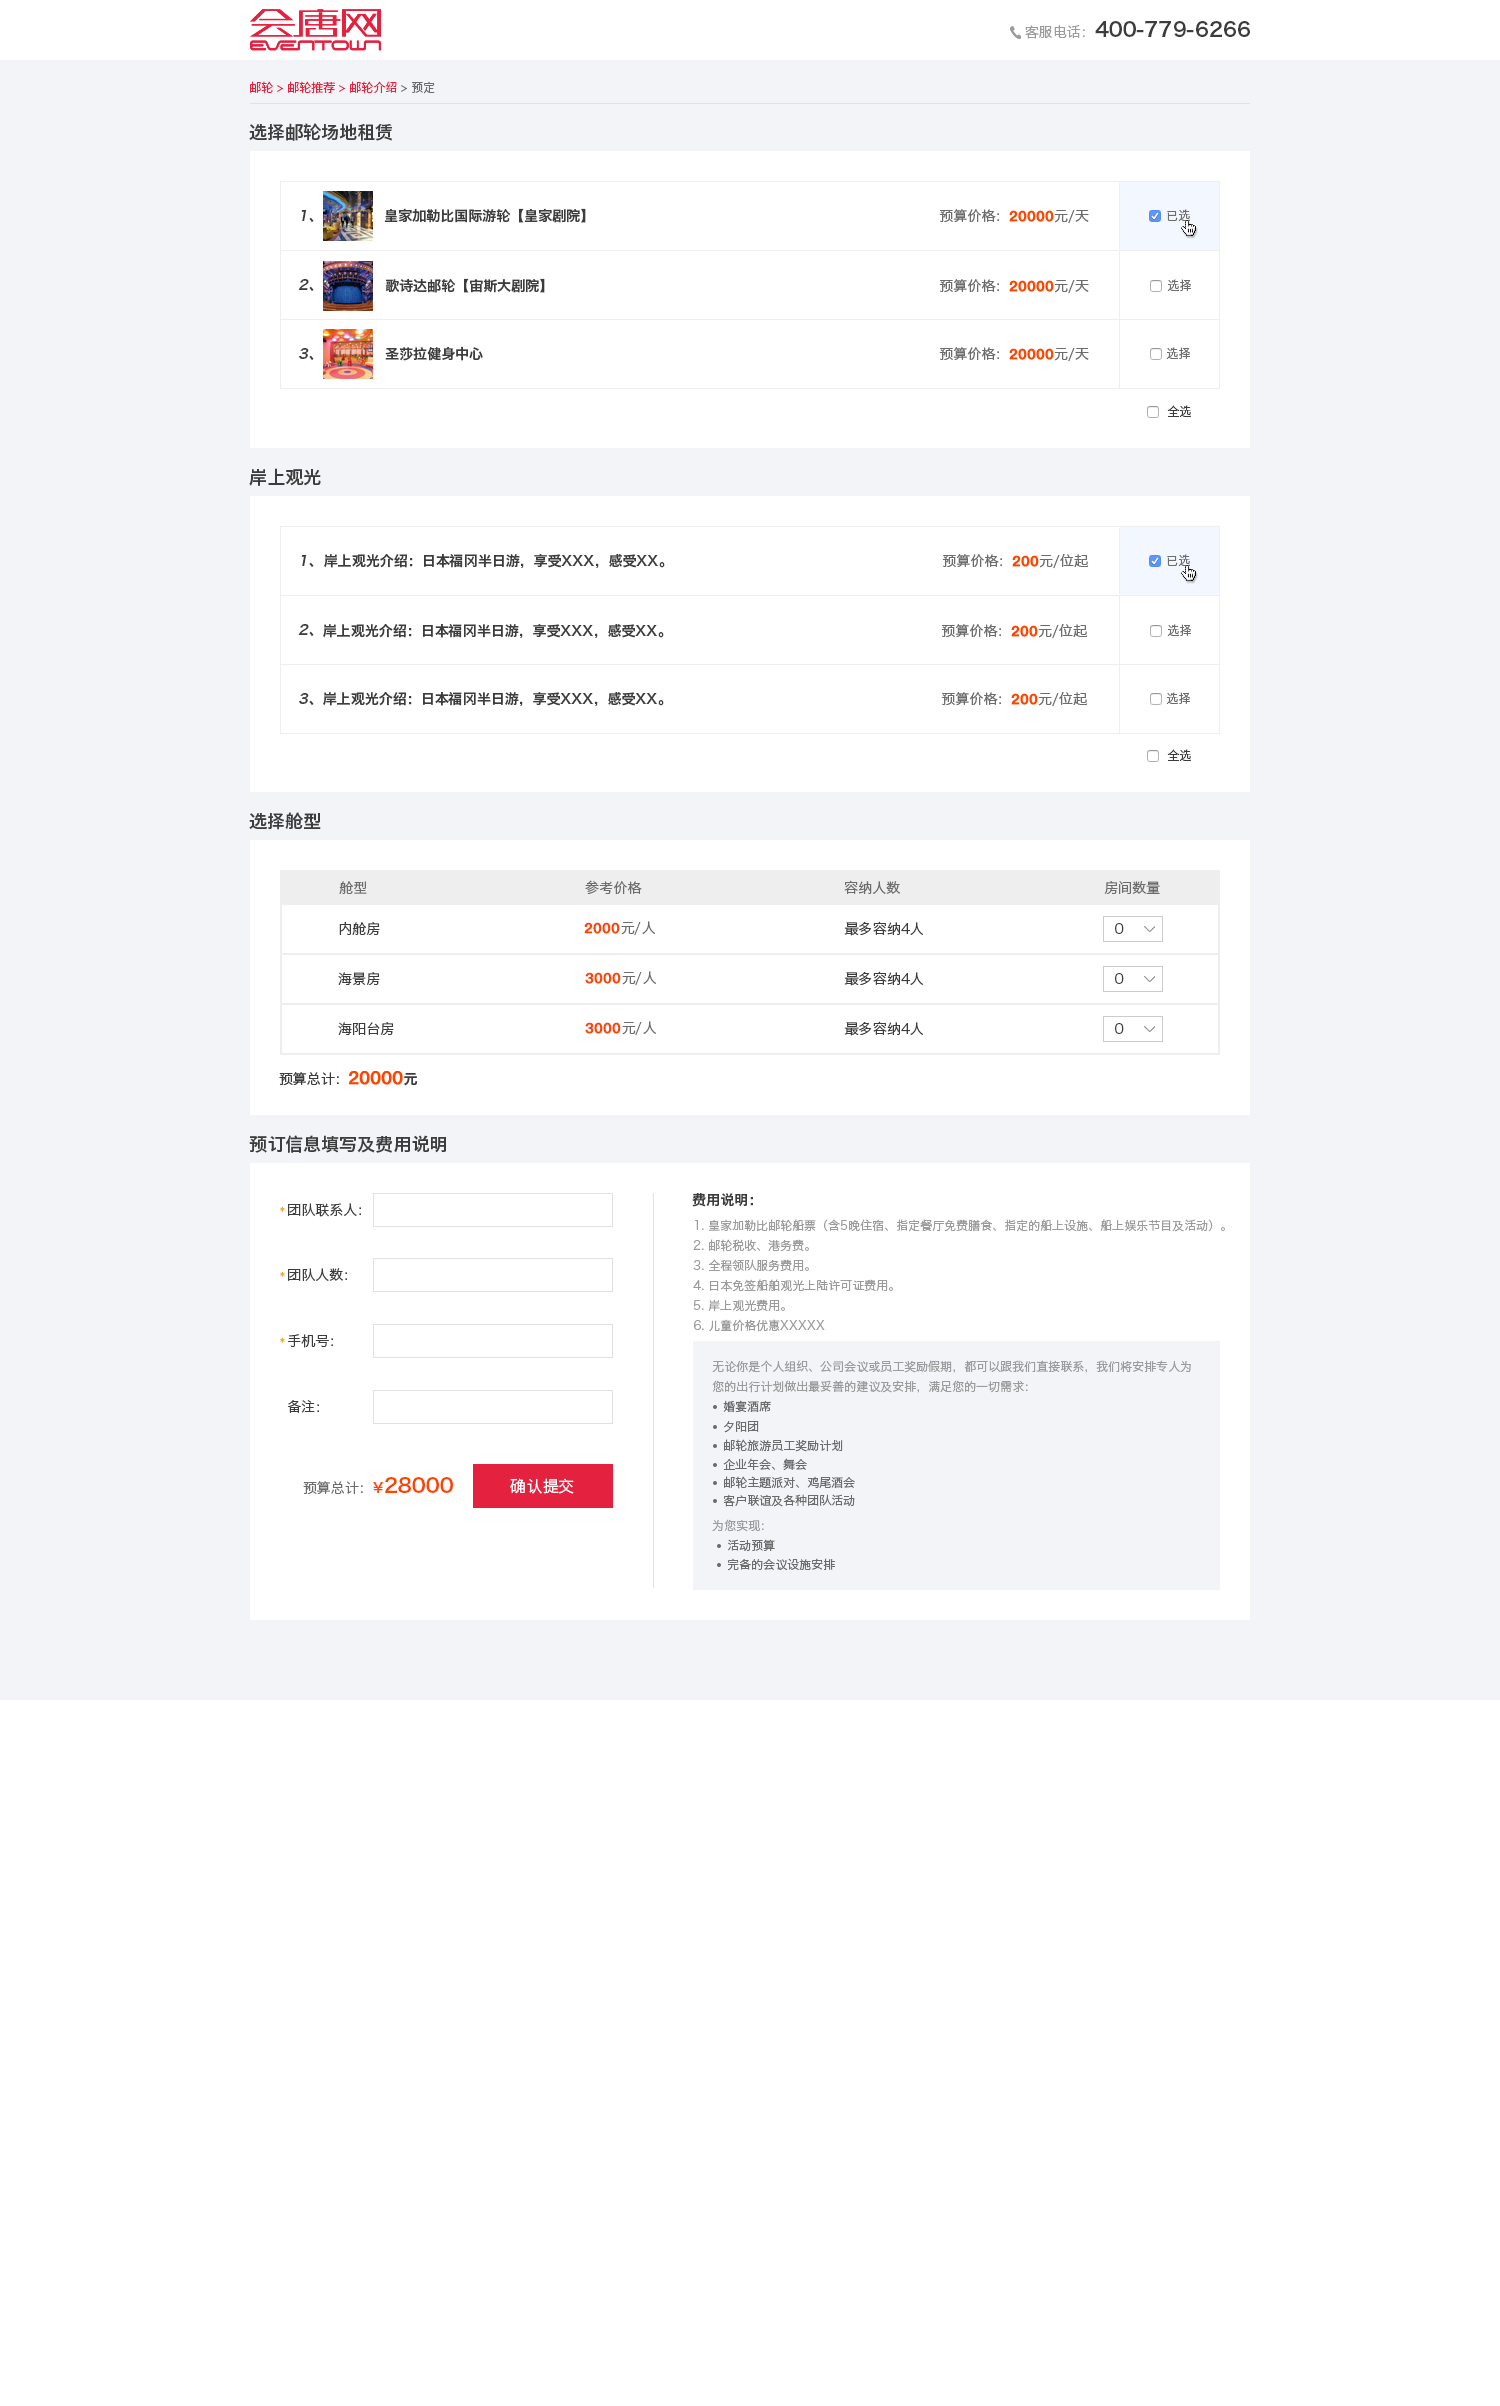 会唐网
EVENTOWN
客服电话：400-779-6266
邮轮 > 邮轮推荐 > 邮轮介绍 > 预定
选择邮轮场地租赁
1、 皇家加勒比国际游轮【皇家剧院】 预算价格：20000元/天 已选
2、 歌诗达邮轮【宙斯大剧院】 预算价格：20000元/天 选择
3、 圣莎拉健身中心 预算价格：20000元/天 选择
全选
岸上观光
1、岸上观光介绍：日本福冈半日游，享受XXX，感受XX。 预算价格：200元/位起 已选
2、岸上观光介绍：日本福冈半日游，享受XXX，感受XX。 预算价格：200元/位起 选择
3、岸上观光介绍：日本福冈半日游，享受XXX，感受XX。 预算价格：200元/位起 选择
全选
选择舱型
舱型 参考价格 容纳人数 房间数量
内舱房 2000元/人 最多容纳4人 0
海景房 3000元/人 最多容纳4人 0
海阳台房 3000元/人 最多容纳4人 0
预算总计：20000元
预订信息填写及费用说明
*团队联系人：
*团队人数：
*手机号：
备注：
预算总计：¥28000 确认提交
费用说明：
1. 皇家加勒比邮轮船票（含5晚住宿、指定餐厅免费膳食、指定的船上设施、船上娱乐节目及活动）。
2. 邮轮税收、港务费。
3. 全程领队服务费用。
4. 日本免签船舶观光上陆许可证费用。
5. 岸上观光费用。
6. 儿童价格优惠XXXXX
无论你是个人组织、公司会议或员工奖励假期，都可以跟我们直接联系，我们将安排专人为
您的出行计划做出最妥善的建议及安排，满足您的一切需求：
• 婚宴酒席
• 夕阳团
• 邮轮旅游员工奖励计划
• 企业年会、舞会
• 邮轮主题派对、鸡尾酒会
• 客户联谊及各种团队活动
为您实现：
• 活动预算
• 完备的会议设施安排